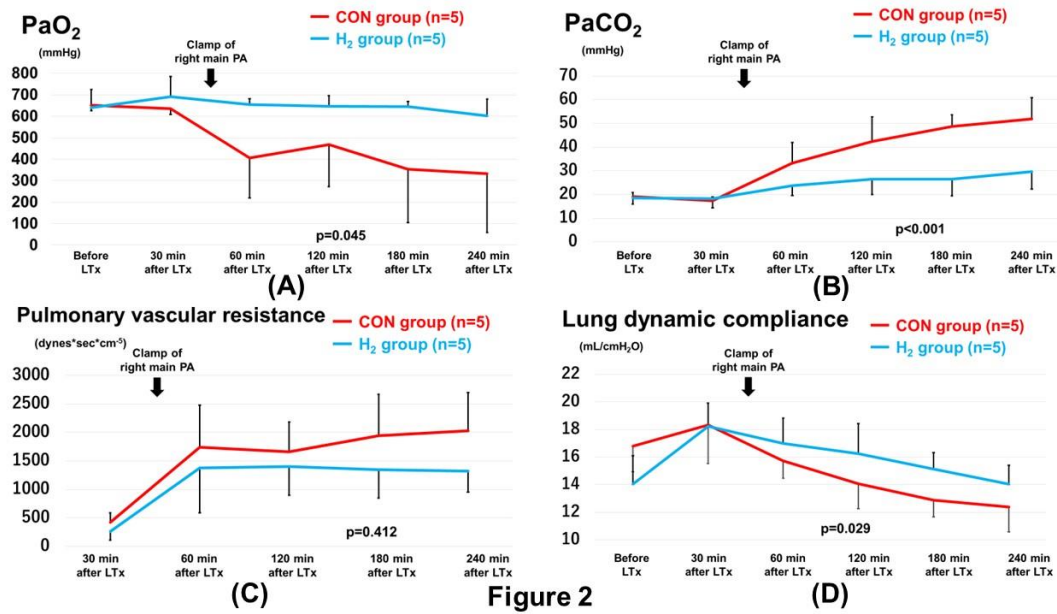 PaO₂
(mmHg)
CON group (n=5)
H₂ group (n=5)
Clamp of
right main PA
800
700
600
500
400
300
200
100
0
p=0.045
Before LTx
30 min after LTx
60 min after LTx
120 min after LTx
180 min after LTx
240 min after LTx
(A)
PaCO₂
(mmHg)
CON group (n=5)
H₂ group (n=5)
Clamp of
right main PA
70
60
50
40
30
20
10
0
p<0.001
Before LTx
30 min after LTx
60 min after LTx
120 min after LTx
180 min after LTx
240 min after LTx
(B)
Pulmonary vascular resistance
(dynes*sec*cm⁻⁵)
CON group (n=5)
H₂ group (n=5)
Clamp of
right main PA
3000
2500
2000
1500
1000
500
0
p=0.412
30 min after LTx
60 min after LTx
120 min after LTx
180 min after LTx
240 min after LTx
(C)
Lung dynamic compliance
(mL/cmH₂O)
CON group (n=5)
H₂ group (n=5)
Clamp of
right main PA
22
20
18
16
14
12
10
p=0.029
Before LTx
30 min after LTx
60 min after LTx
120 min after LTx
180 min after LTx
240 min after LTx
(D)
Figure 2